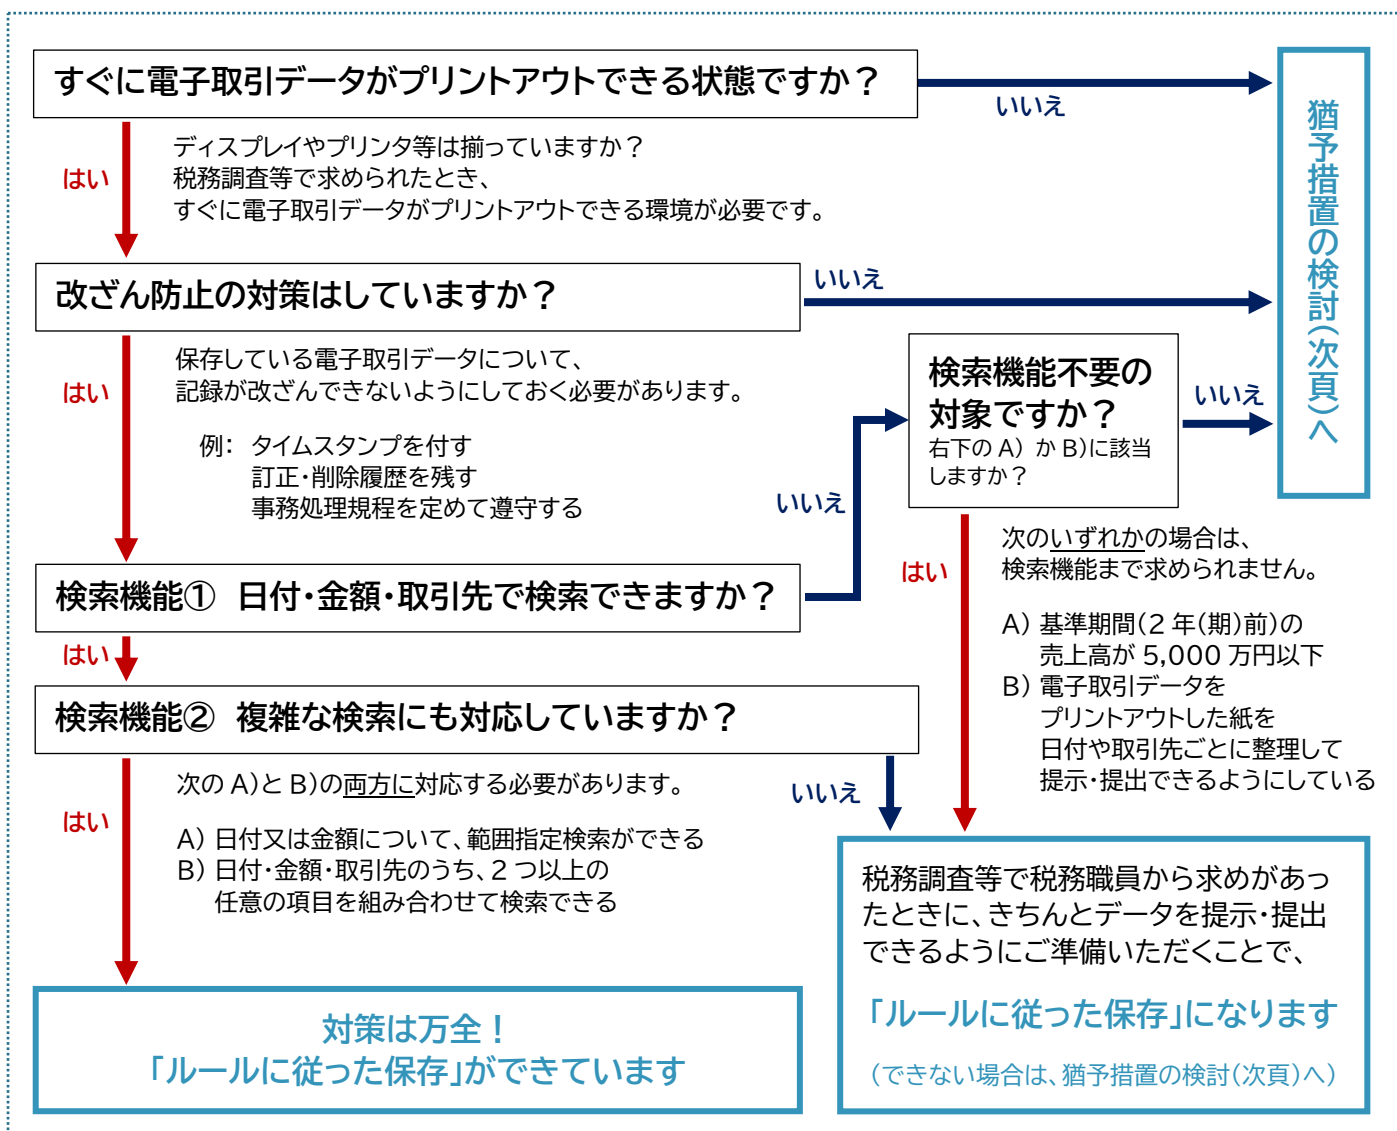 すぐに電子取引データがプリントアウトできる状態ですか？
いいえ
はい
ディスプレイやプリンタ等は揃っていますか？
税務調査等で求められたとき、
すぐに電子取引データがプリントアウトできる環境が必要です。
猶予措置の検討(次頁)へ
改ざん防止の対策はしていますか？
いいえ
はい
保存している電子取引データについて、
記録が改ざんできないようにしておく必要があります。
例： タイムスタンプを付す
訂正・削除履歴を残す
事務処理規程を定めて遵守する
検索機能不要の
対象ですか？
右下の A） か B)に該当
しますか？
いいえ
いいえ
はい
次のいずれかの場合は、
検索機能まで求められません。
A） 基準期間(2 年(期)前)の
売上高が 5,000 万円以下
B） 電子取引データを
プリントアウトした紙を
日付や取引先ごとに整理して
提示・提出できるようにしている
検索機能① 日付・金額・取引先で検索できますか？
はい
検索機能② 複雑な検索にも対応していますか？
いいえ
はい
次の A)と B)の両方に対応する必要があります。
A） 日付又は金額について、範囲指定検索ができる
B） 日付・金額・取引先のうち、2 つ以上の
任意の項目を組み合わせて検索できる
対策は万全！
「ルールに従った保存」ができています
税務調査等で税務職員から求めがあっ
たときに、きちんとデータを提示・提出
できるようにご準備いただくことで、
「ルールに従った保存」になります
(できない場合は、猶予措置の検討(次頁)へ)